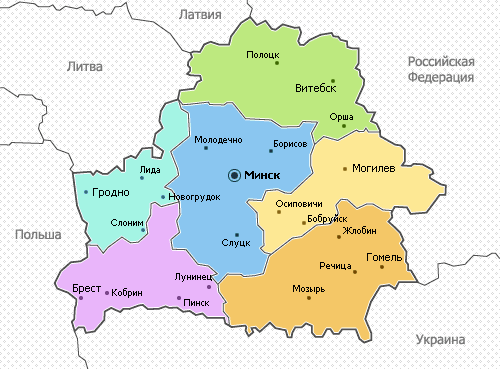 Латвия
Полоцк
Литва
Российская
Федерация
Витебск
Орша
Молодечно
Борисов
Могилев
Лида
Минск
Гродно
Новогрудок
Осиповичи
Слоним
Бобруйск
Жлобин
Польша
Слуцк
Гомель
Речица
Лунинец
Брест
Кобрин
Мозырь
Пинск
Украина